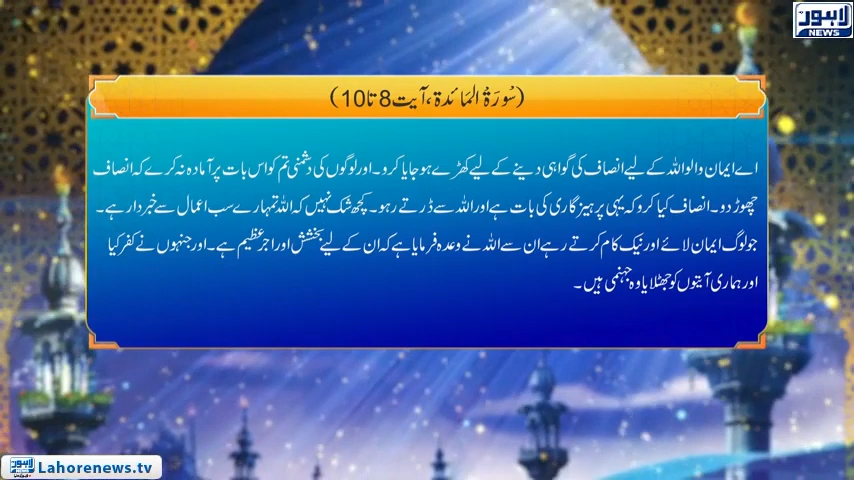 لاہور
NEWS
(سُورَۃُ المَائدۃ، آیت 8 تا 10)
اے ایمان والو اللہ کے لیے انصاف کی گواہی دینے کے لیے کھڑے ہو جایا کرو۔ اور لوگوں کی دشمنی تم کو اس بات پر آمادہ نہ کرے کہ انصاف
چھوڑ دو۔ انصاف کیا کرو کہ یہی پرہیزگاری کی بات ہے اور اللہ سے ڈرتے رہو۔ کچھ شک نہیں کہ اللہ تمہارے سب اعمال سے خبردار ہے۔
جو لوگ ایمان لائے اور نیک کام کرتے رہے ان سے اللہ نے وعدہ فرمایا ہے کہ ان کے لیے بخشش اور اجر عظیم ہے۔ اور جنہوں نے کفر کیا
اور ہماری آیتوں کو جھٹلایا وہ جہنمی ہیں۔
لاہور Lahorenews.tv